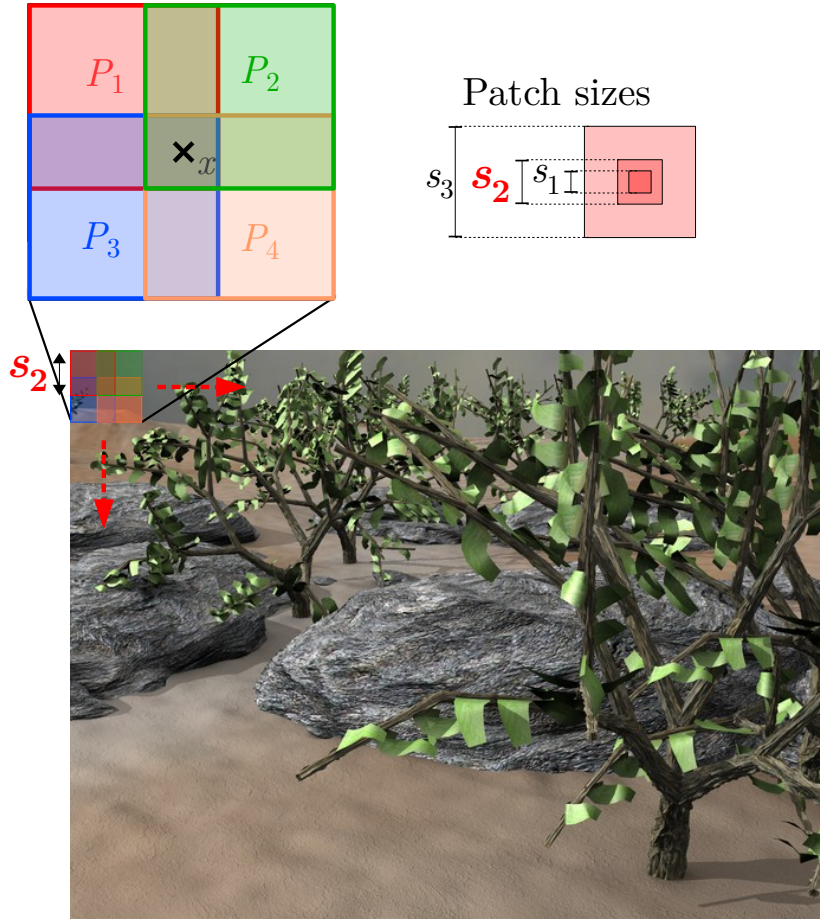 P₁ P₂
x
P₃ P₄
Patch sizes
s₃ s₂ s₁
s₂